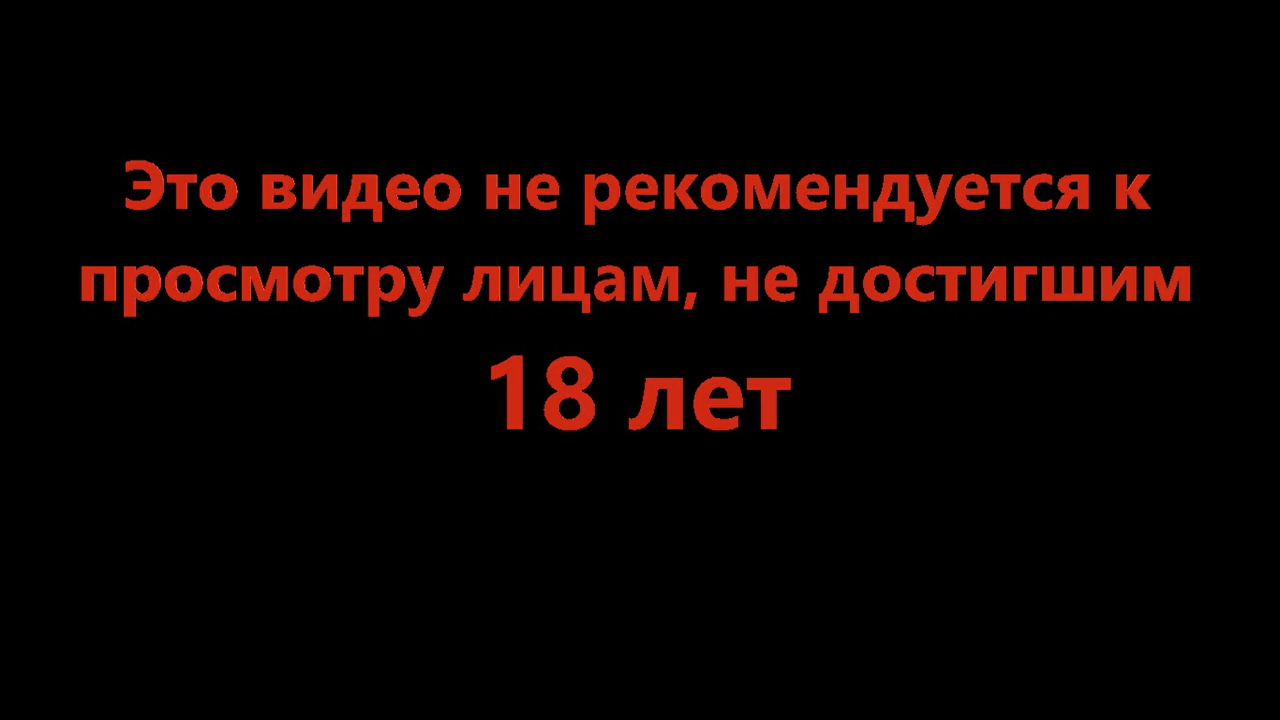 Это видео не рекомендуется к
просмотру лицам, не достигшим
18 лет